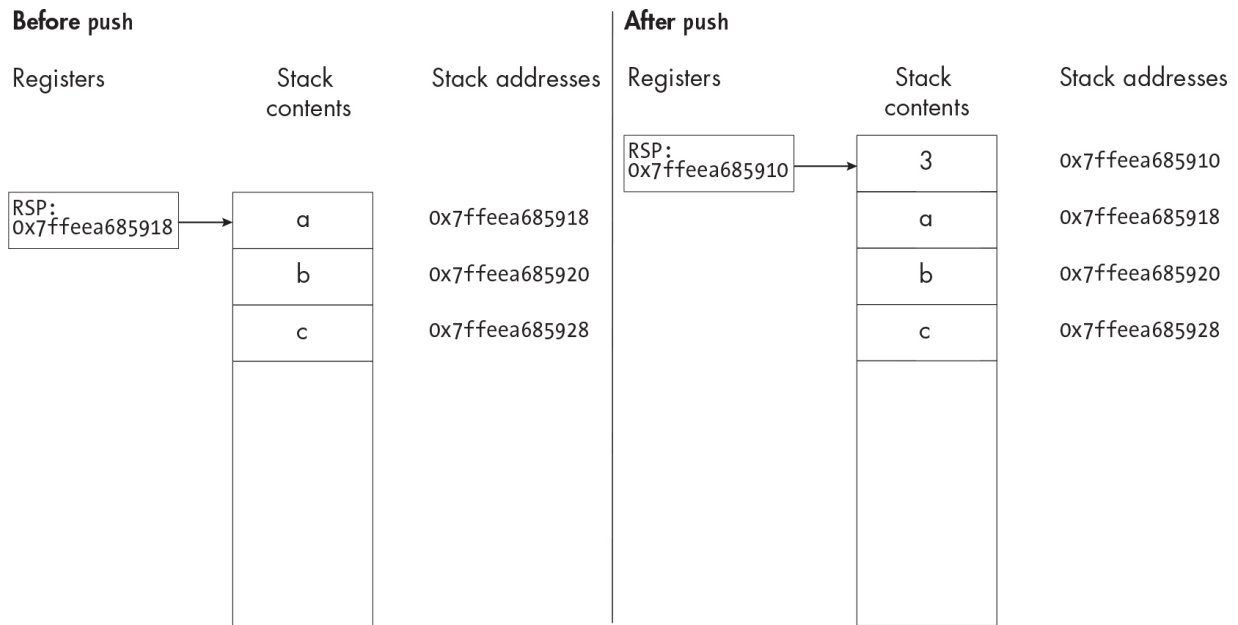 Before push
Registers
Stack
contents
Stack addresses
RSP:
0x7ffeea685918
a
0x7ffeea685918
b
0x7ffeea685920
c
0x7ffeea685928
After push
Registers
Stack
contents
Stack addresses
RSP:
0x7ffeea685910
3
0x7ffeea685910
a
0x7ffeea685918
b
0x7ffeea685920
c
0x7ffeea685928